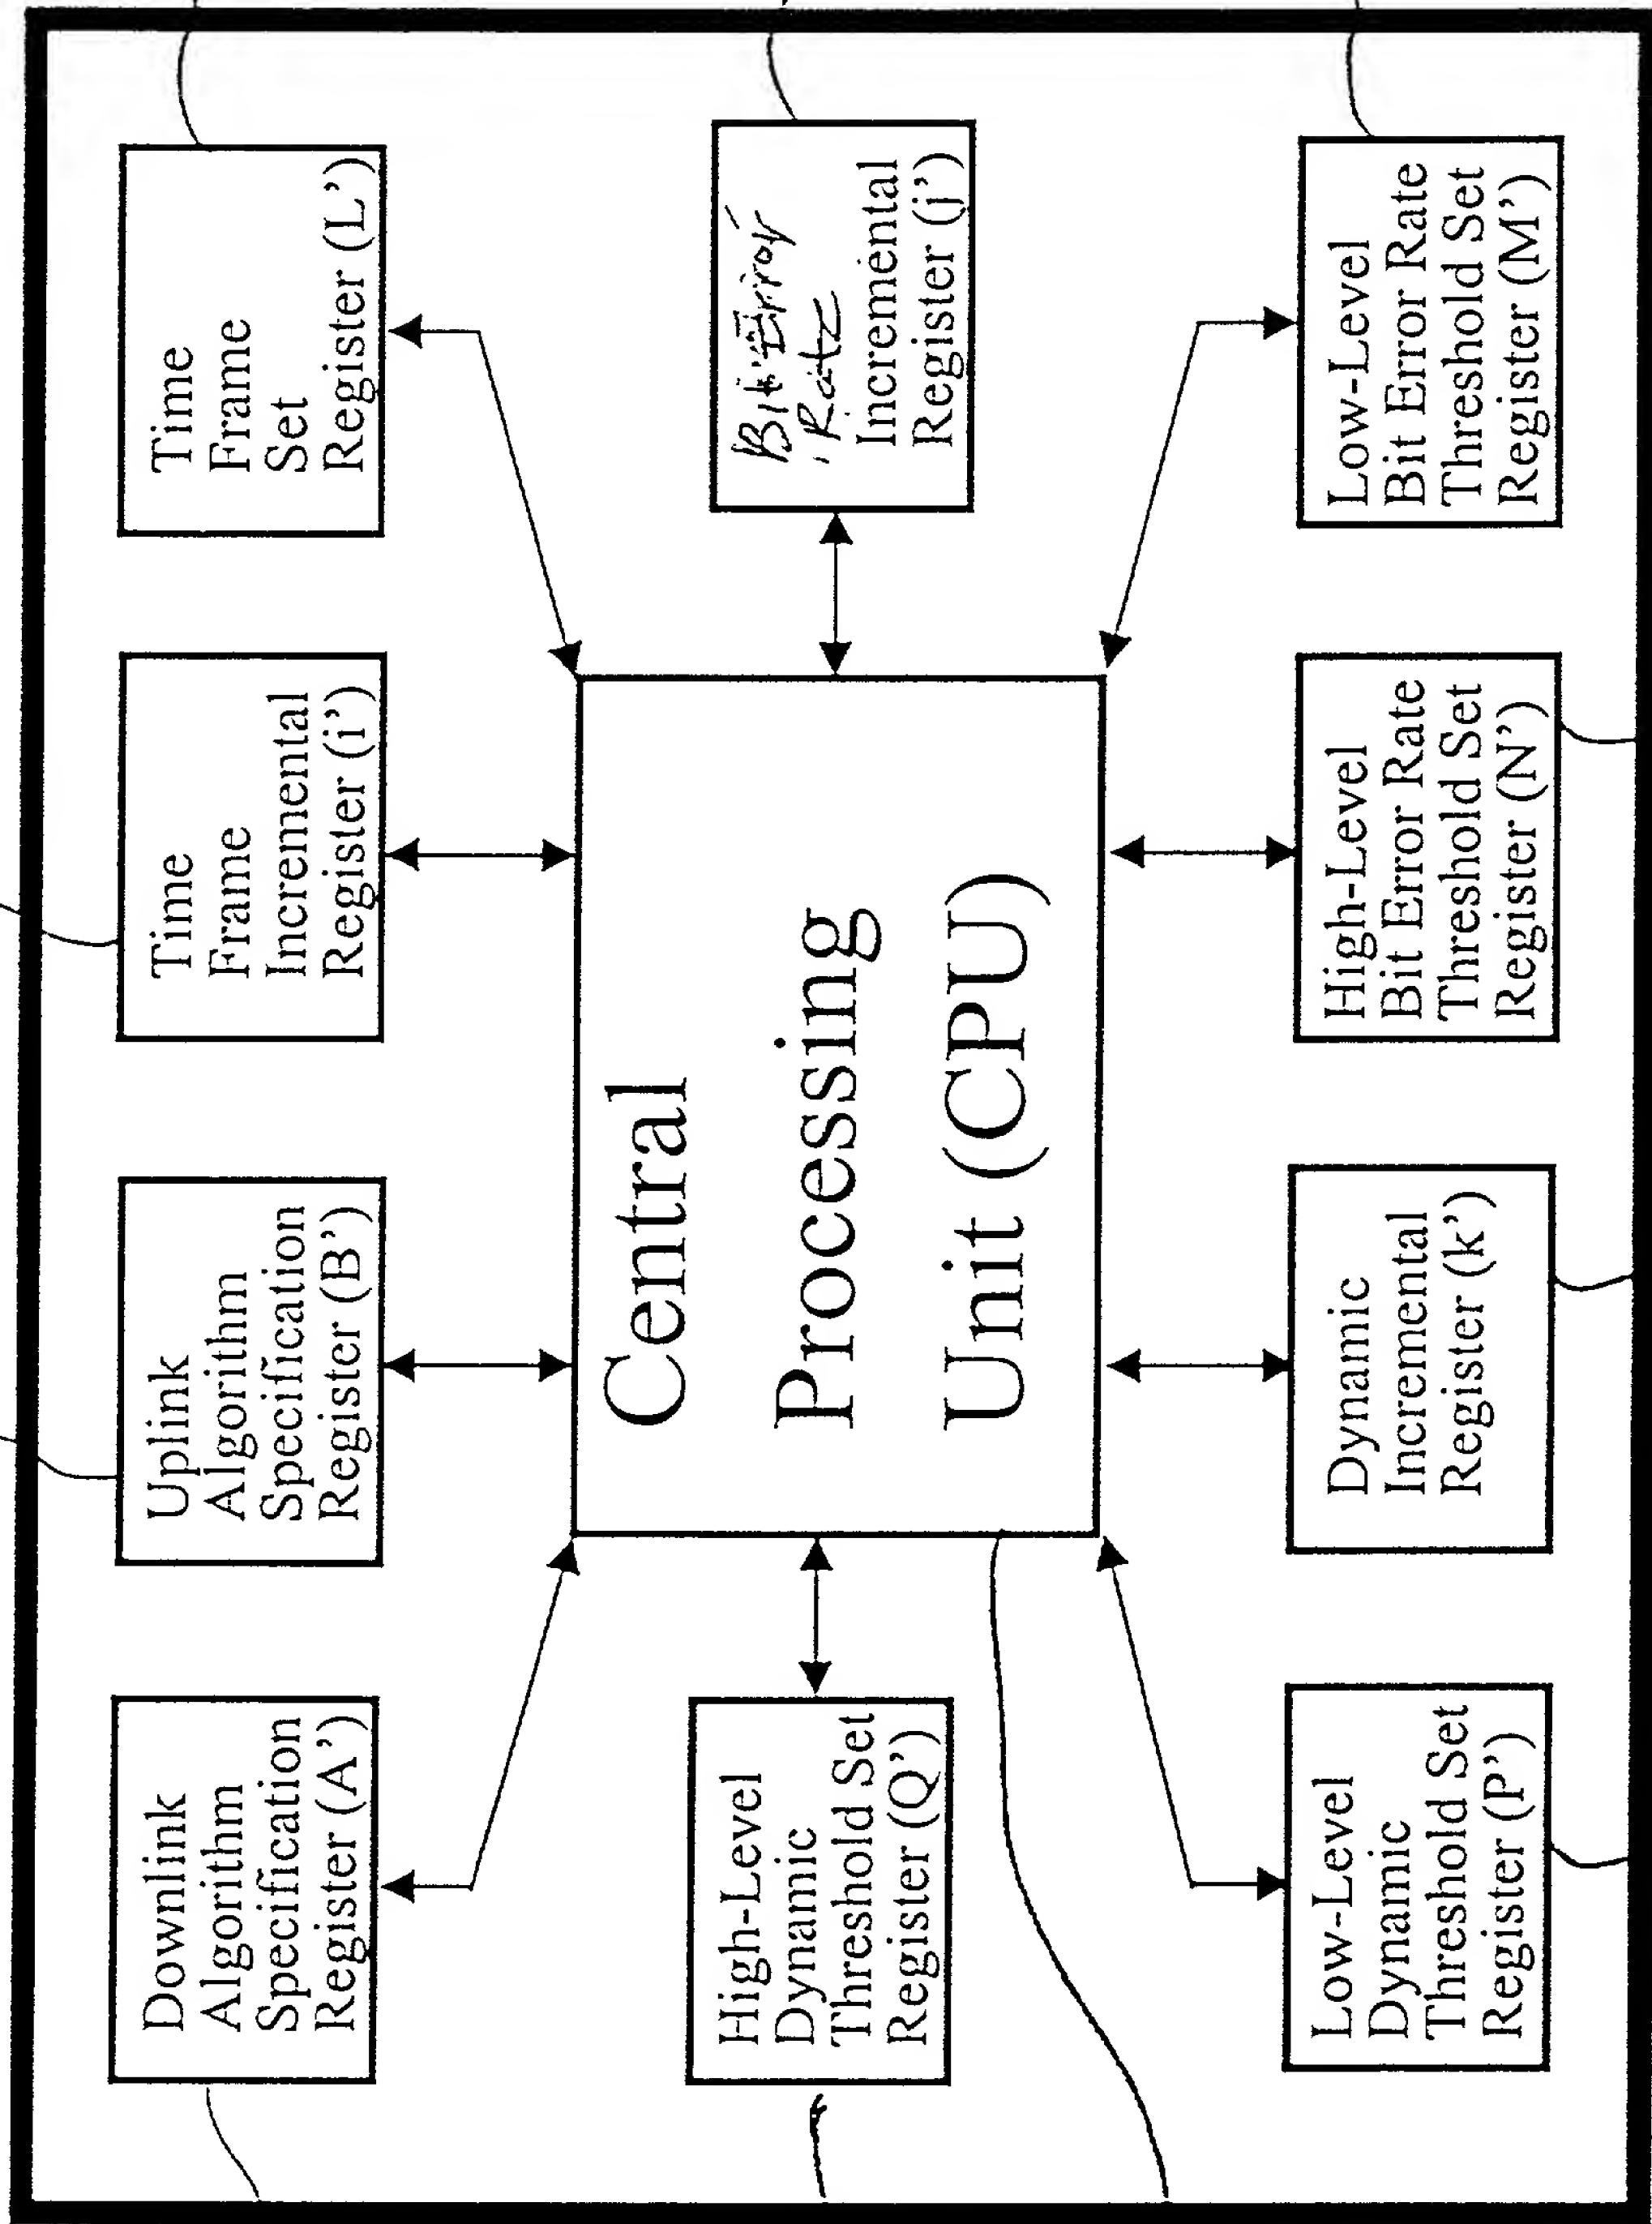 Downlink
Algorithm
Specification
Register (A')
Uplink
Algorithm
Specification
Register (B')
Time
Frame
Incremental
Register (i')
Time
Frame
Set
Register (L')
High-Level
Dynamic
Threshold Set
Register (Q')
Central
Processing
Unit (CPU)
Bit Error
Rate
Incremental
Register (j')
Low-Level
Dynamic
Threshold Set
Register (P')
Dynamic
Incremental
Register (k')
High-Level
Bit Error Rate
Threshold Set
Register (N')
Low-Level
Bit Error Rate
Threshold Set
Register (M')